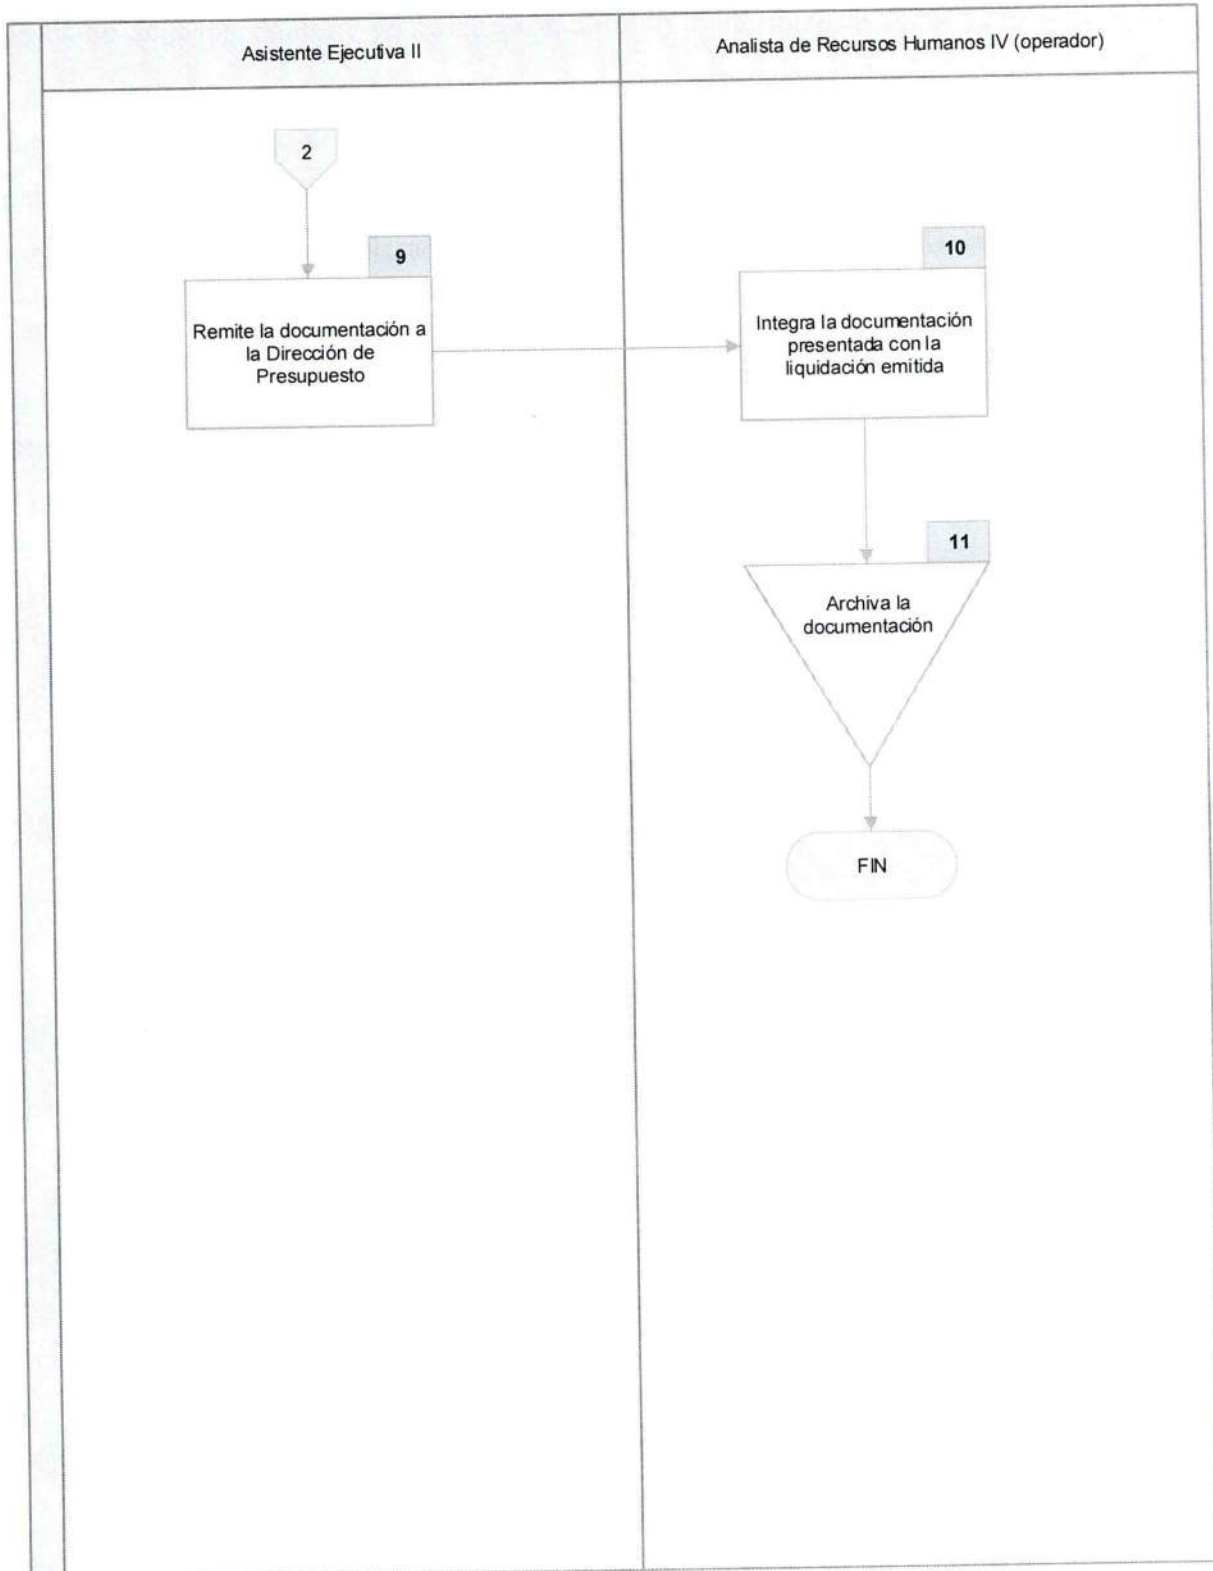 Asistente Ejecutiva II
Analista de Recursos Humanos IV (operador)
2
9
Remite la documentación a
la Dirección de
Presupuesto
10
Integra la documentación
presentada con la
liquidación emitida
11
Archiva la
documentación
FIN